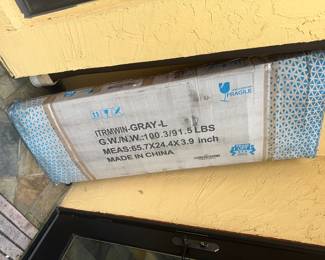 FRAGILE
ITRMWIN-GRAY-L
G.W/N.W.:100.3/91.5 LBS
MEAS:65.7X24.4X3.9 inch
MADE IN CHINA